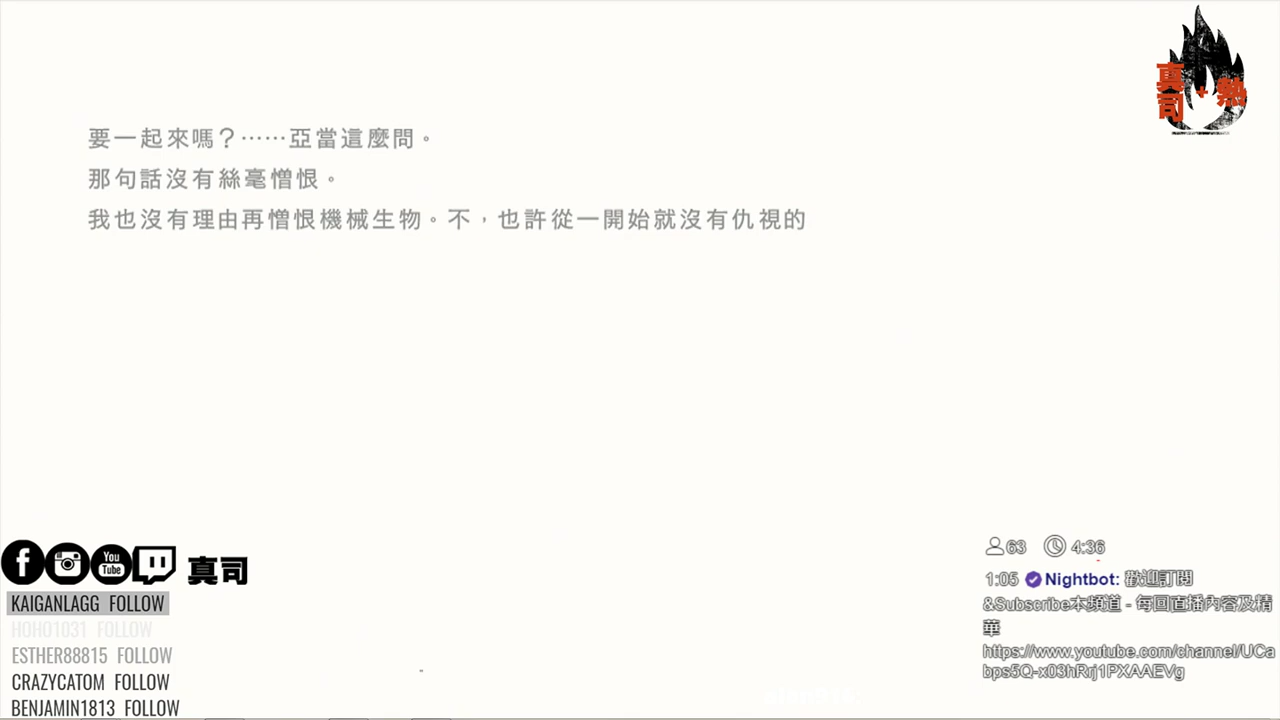 真司
熱
要一起來嗎？……亞當這麼問。
那句話沒有絲毫憎恨。
我也沒有理由再憎恨機械生物。不，也許從一開始就沒有仇視的
You
Tube
真司
KAIGANLAGG FOLLOW
HOHO1031 FOLLOW
ESTHER88815 FOLLOW
CRAZYCATOM FOLLOW
BENJAMIN1813 FOLLOW
63 4:36
1:05 Nightbot: 歡迎訂閱
&Subscribe本頻道 - 每回直播內容及精
華
https://www.youtube.com/channel/UCa
bps5Q-x03hRrj1PXAAEVg